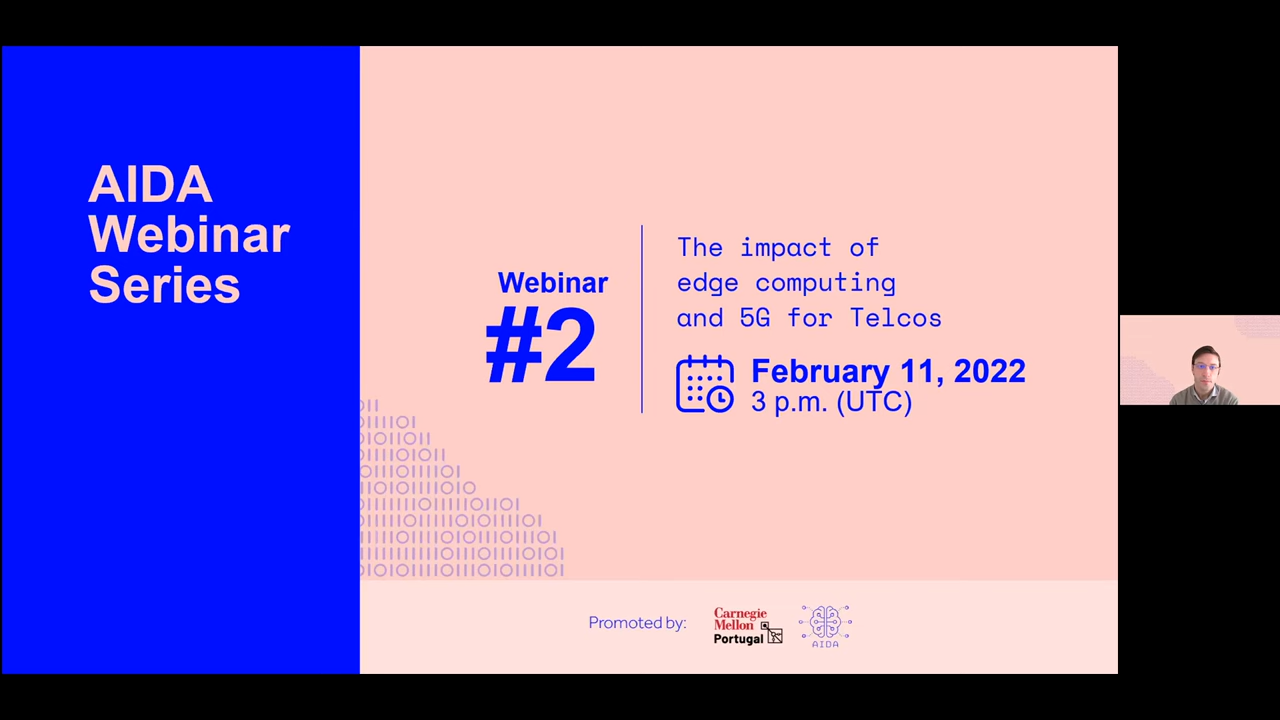 AIDA
Webinar
Series
Webinar
#2
The impact of
edge computing
and 5G for Telcos
February 11, 2022
3 p.m. (UTC)
Promoted by:
Carnegie
Mellon
Portugal
AIDA